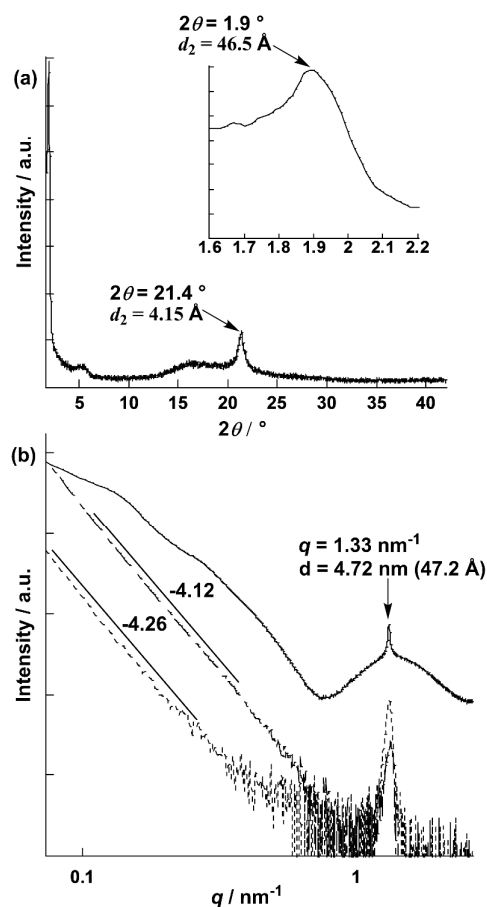 2θ = 1.9 °
d₂ = 46.5 Å
(a)
Intensity / a.u.
1.6 1.7 1.8 1.9 2 2.1 2.2
2θ = 21.4 °
d₂ = 4.15 Å
5 10 15 20 25 30 35 40
2θ / °
(b)
Intensity / a.u.
q = 1.33 nm⁻¹
d = 4.72 nm (47.2 Å)
-4.12
-4.26
0.1 1
q / nm⁻¹